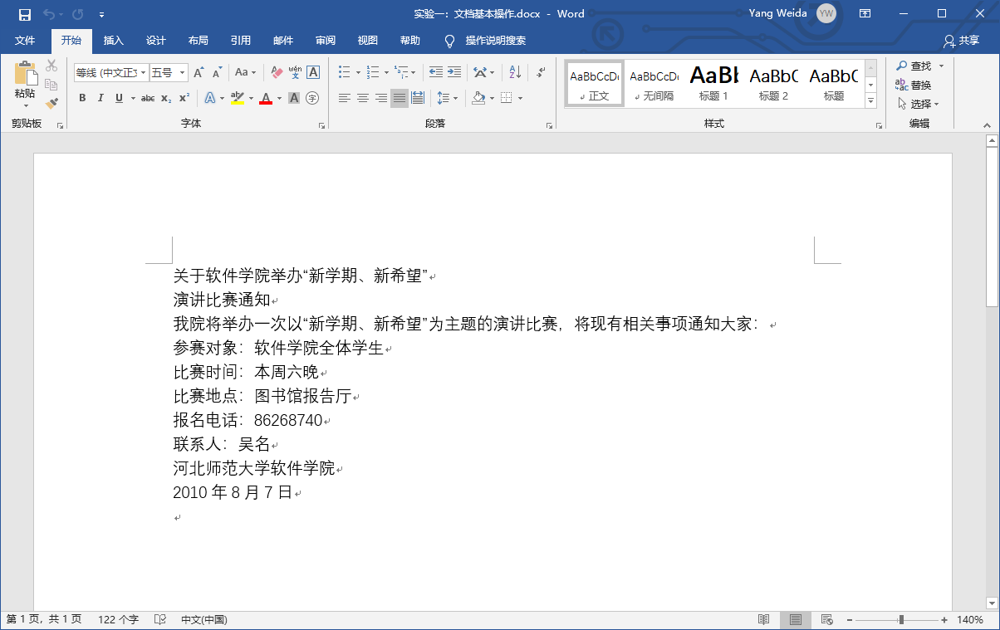 实验一：文档基本操作.docx - Word
Yang Weida
YW
文件 开始 插入 设计 布局 引用 邮件 审阅 视图 帮助 操作说明搜索 共享
粘贴
等线 (中文正文 五号
Aa
wén
文
A
B I U abc x₂ x²
A aby A A 字
AaBbCcDc AaBbCcDc AaBb AaBbC AaBbC
正文 无间隔 标题 1 标题 2 标题
查找
替换
选择
剪贴板 字体 段落 样式 编辑
关于软件学院举办“新学期、新希望”
演讲比赛通知
我院将举办一次以“新学期、新希望”为主题的演讲比赛，将现有相关事项通知大家：
参赛对象：软件学院全体学生
比赛时间：本周六晚
比赛地点：图书馆报告厅
报名电话：86268740
联系人：吴名
河北师范大学软件学院
2010 年 8 月 7 日
第 1 页，共 1 页 122 个字 中文(中国) 140%